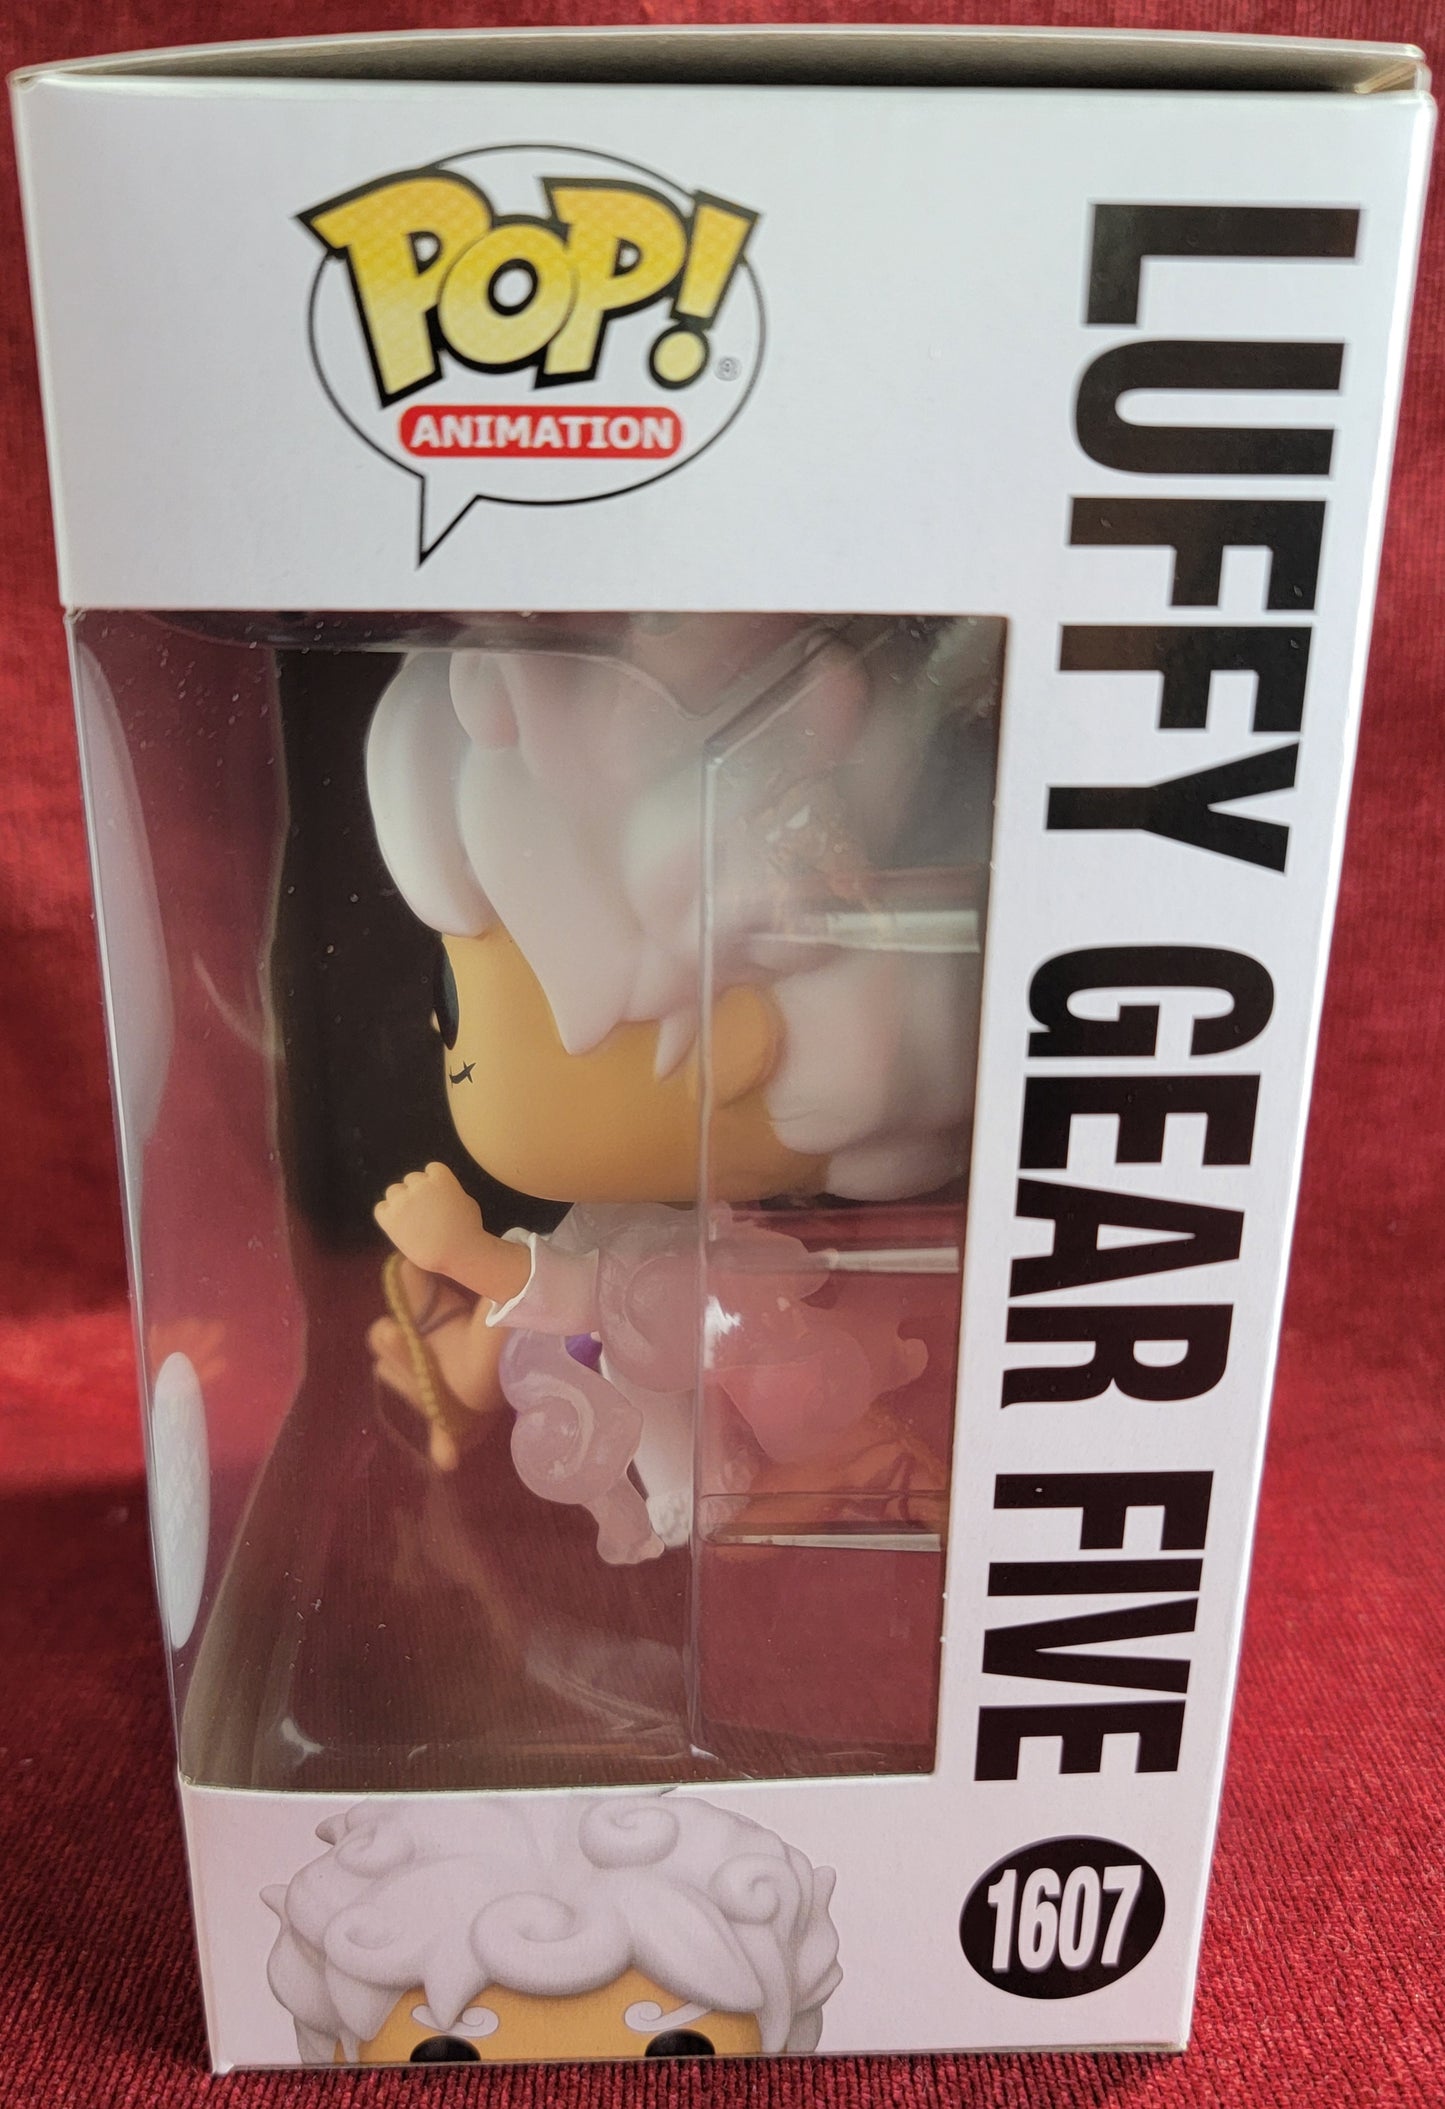 POP!
®
ANIMATION
LUFFY GEAR FIVE
1607